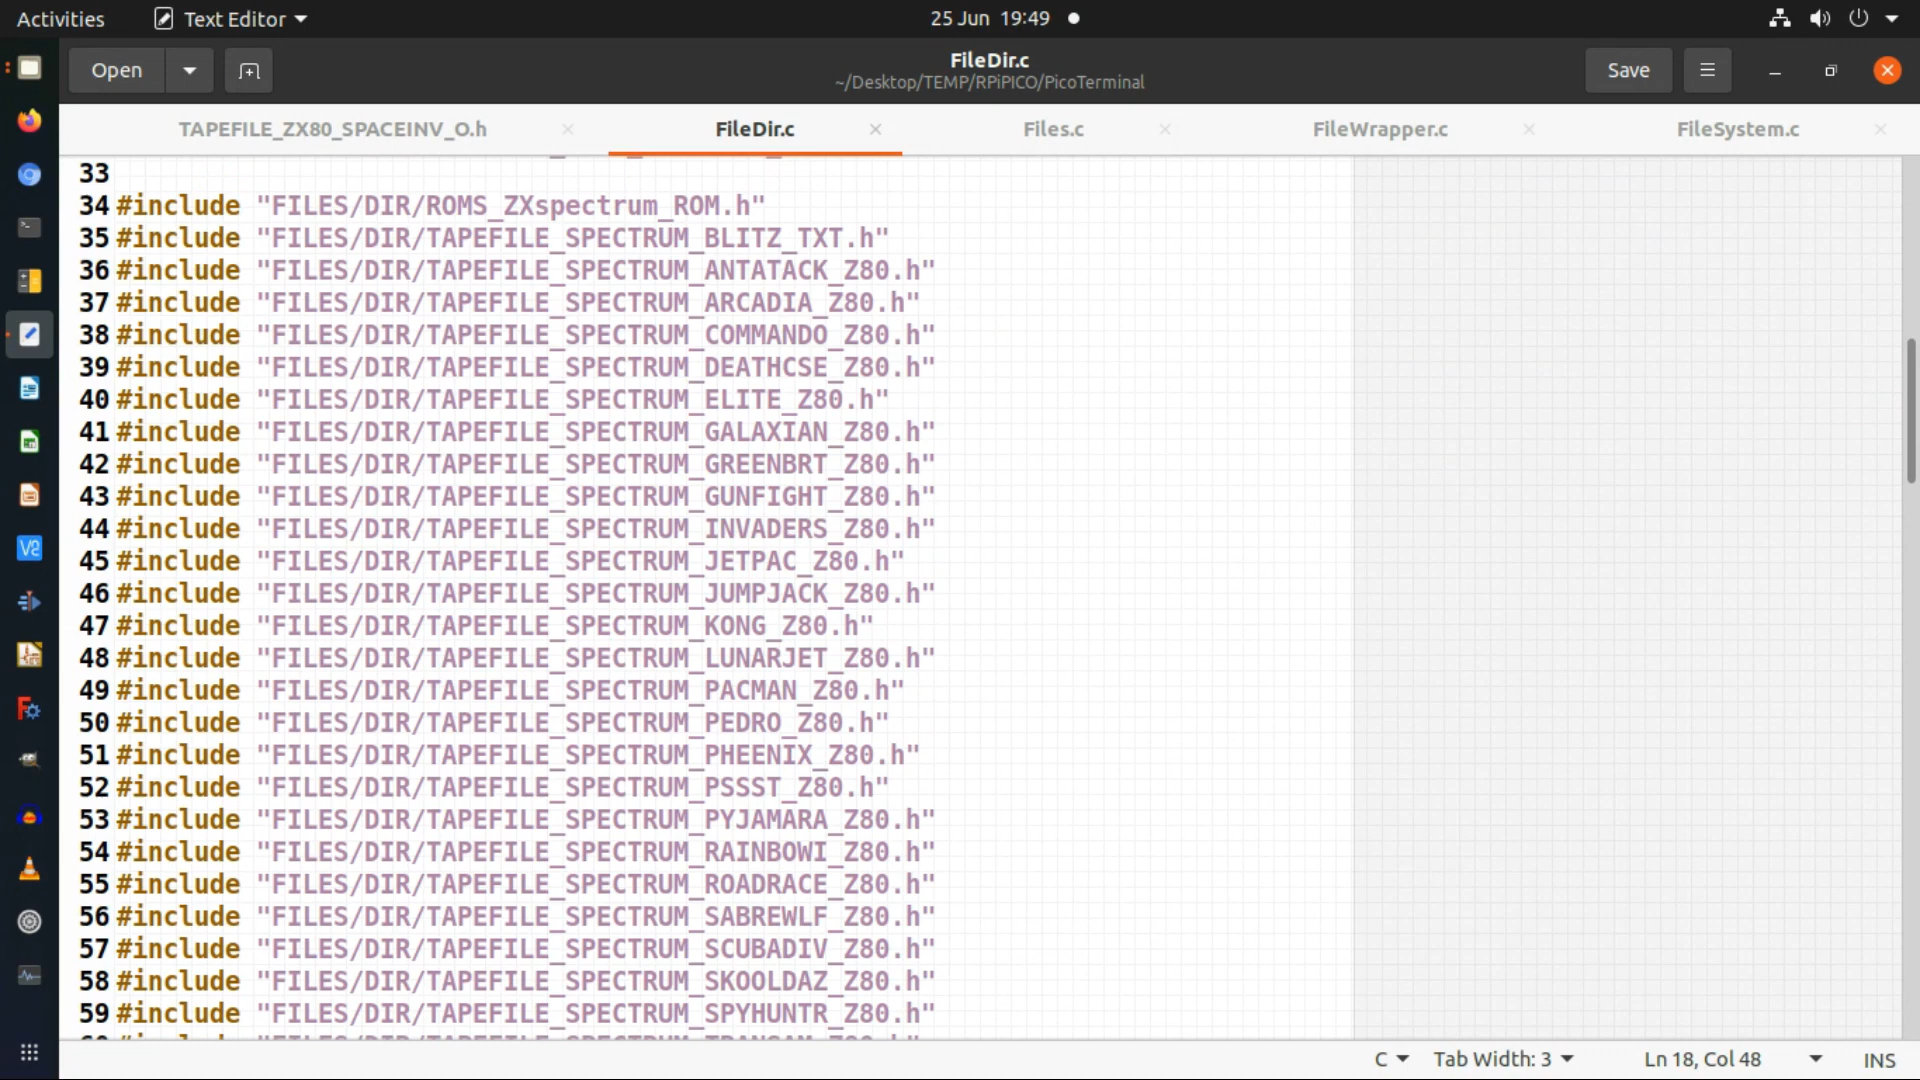 Activities Text Editor 25 Jun 19:49
Open FileDir.c Save
~/Desktop/TEMP/RPiPICO/PicoTerminal
TAPEFILE_ZX80_SPACEINV_O.h FileDir.c Files.c FileWrapper.c FileSystem.c
33
34 #include "FILES/DIR/ROMS_ZXspectrum_ROM.h"
35 #include "FILES/DIR/TAPEFILE_SPECTRUM_BLITZ_TXT.h"
36 #include "FILES/DIR/TAPEFILE_SPECTRUM_ANTATACK_Z80.h"
37 #include "FILES/DIR/TAPEFILE_SPECTRUM_ARCADIA_Z80.h"
38 #include "FILES/DIR/TAPEFILE_SPECTRUM_COMMANDO_Z80.h"
39 #include "FILES/DIR/TAPEFILE_SPECTRUM_DEATHCSE_Z80.h"
40 #include "FILES/DIR/TAPEFILE_SPECTRUM_ELITE_Z80.h"
41 #include "FILES/DIR/TAPEFILE_SPECTRUM_GALAXIAN_Z80.h"
42 #include "FILES/DIR/TAPEFILE_SPECTRUM_GREENBRT_Z80.h"
43 #include "FILES/DIR/TAPEFILE_SPECTRUM_GUNFIGHT_Z80.h"
44 #include "FILES/DIR/TAPEFILE_SPECTRUM_INVADERS_Z80.h"
45 #include "FILES/DIR/TAPEFILE_SPECTRUM_JETPAC_Z80.h"
46 #include "FILES/DIR/TAPEFILE_SPECTRUM_JUMPJACK_Z80.h"
47 #include "FILES/DIR/TAPEFILE_SPECTRUM_KONG_Z80.h"
48 #include "FILES/DIR/TAPEFILE_SPECTRUM_LUNARJET_Z80.h"
49 #include "FILES/DIR/TAPEFILE_SPECTRUM_PACMAN_Z80.h"
50 #include "FILES/DIR/TAPEFILE_SPECTRUM_PEDRO_Z80.h"
51 #include "FILES/DIR/TAPEFILE_SPECTRUM_PHEENIX_Z80.h"
52 #include "FILES/DIR/TAPEFILE_SPECTRUM_PSSST_Z80.h"
53 #include "FILES/DIR/TAPEFILE_SPECTRUM_PYJAMARA_Z80.h"
54 #include "FILES/DIR/TAPEFILE_SPECTRUM_RAINBOWI_Z80.h"
55 #include "FILES/DIR/TAPEFILE_SPECTRUM_ROADRACE_Z80.h"
56 #include "FILES/DIR/TAPEFILE_SPECTRUM_SABREWLF_Z80.h"
57 #include "FILES/DIR/TAPEFILE_SPECTRUM_SCUBADIV_Z80.h"
58 #include "FILES/DIR/TAPEFILE_SPECTRUM_SKOOLDAZ_Z80.h"
59 #include "FILES/DIR/TAPEFILE_SPECTRUM_SPYHUNTR_Z80.h"
C Tab Width: 3 Ln 18, Col 48 INS